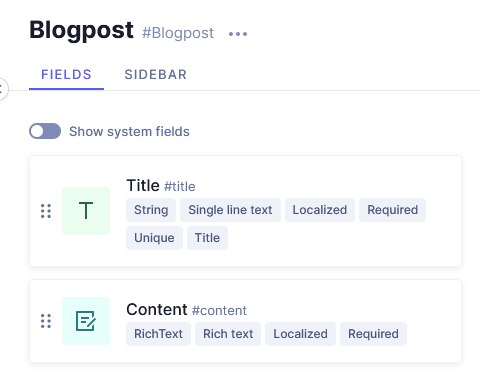 Blogpost #Blogpost •••
FIELDS SIDEBAR
Show system fields
T
Title #title
String Single line text Localized Required
Unique Title
Content #content
RichText Rich text Localized Required